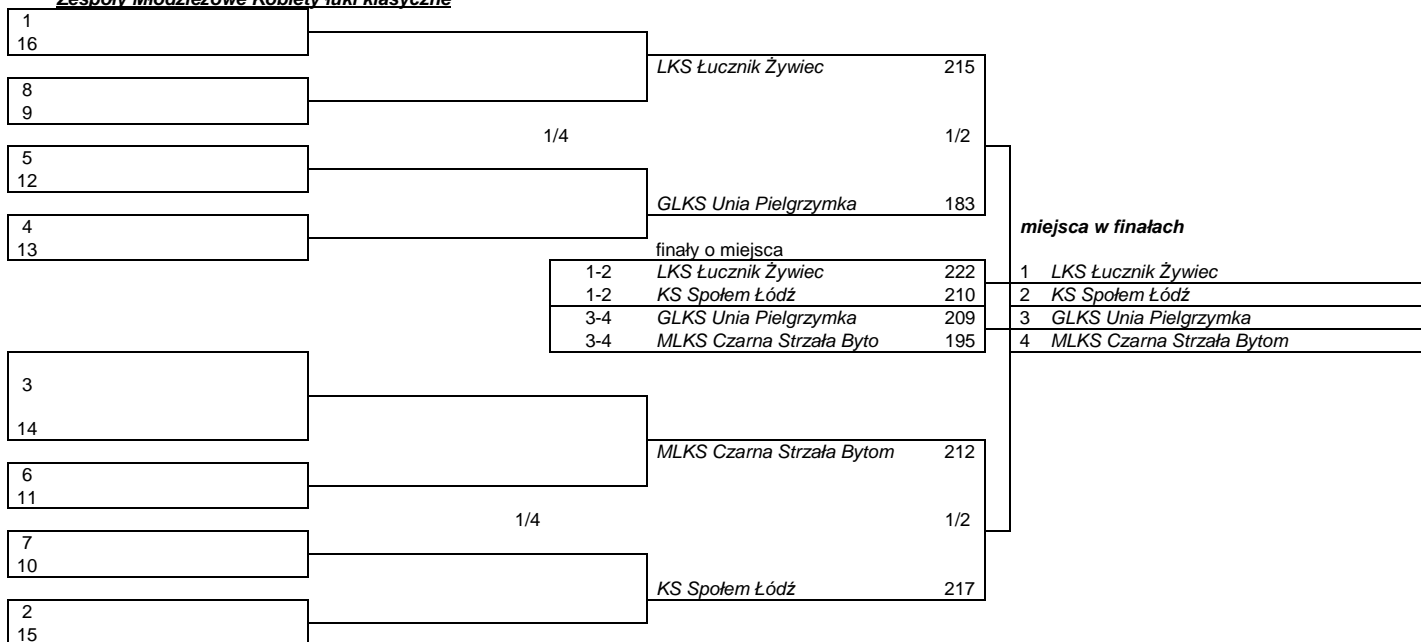 Zespoły Młodzieżowe Kobiety łuki klasyczne
1
16
LKS Łucznik Żywiec 215
8
9
1/4 1/2
5
12
GLKS Unia Pielgrzymka 183
4
13
miejsca w finałach
finały o miejsca
1-2 LKS Łucznik Żywiec 222 1 LKS Łucznik Żywiec
1-2 KS Społem Łódź 210 2 KS Społem Łódź
3-4 GLKS Unia Pielgrzymka 209 3 GLKS Unia Pielgrzymka
3-4 MLKS Czarna Strzała Byto 195 4 MLKS Czarna Strzała Bytom
3
14
MLKS Czarna Strzała Bytom 212
6
11
1/4 1/2
7
10
KS Społem Łódź 217
2
15